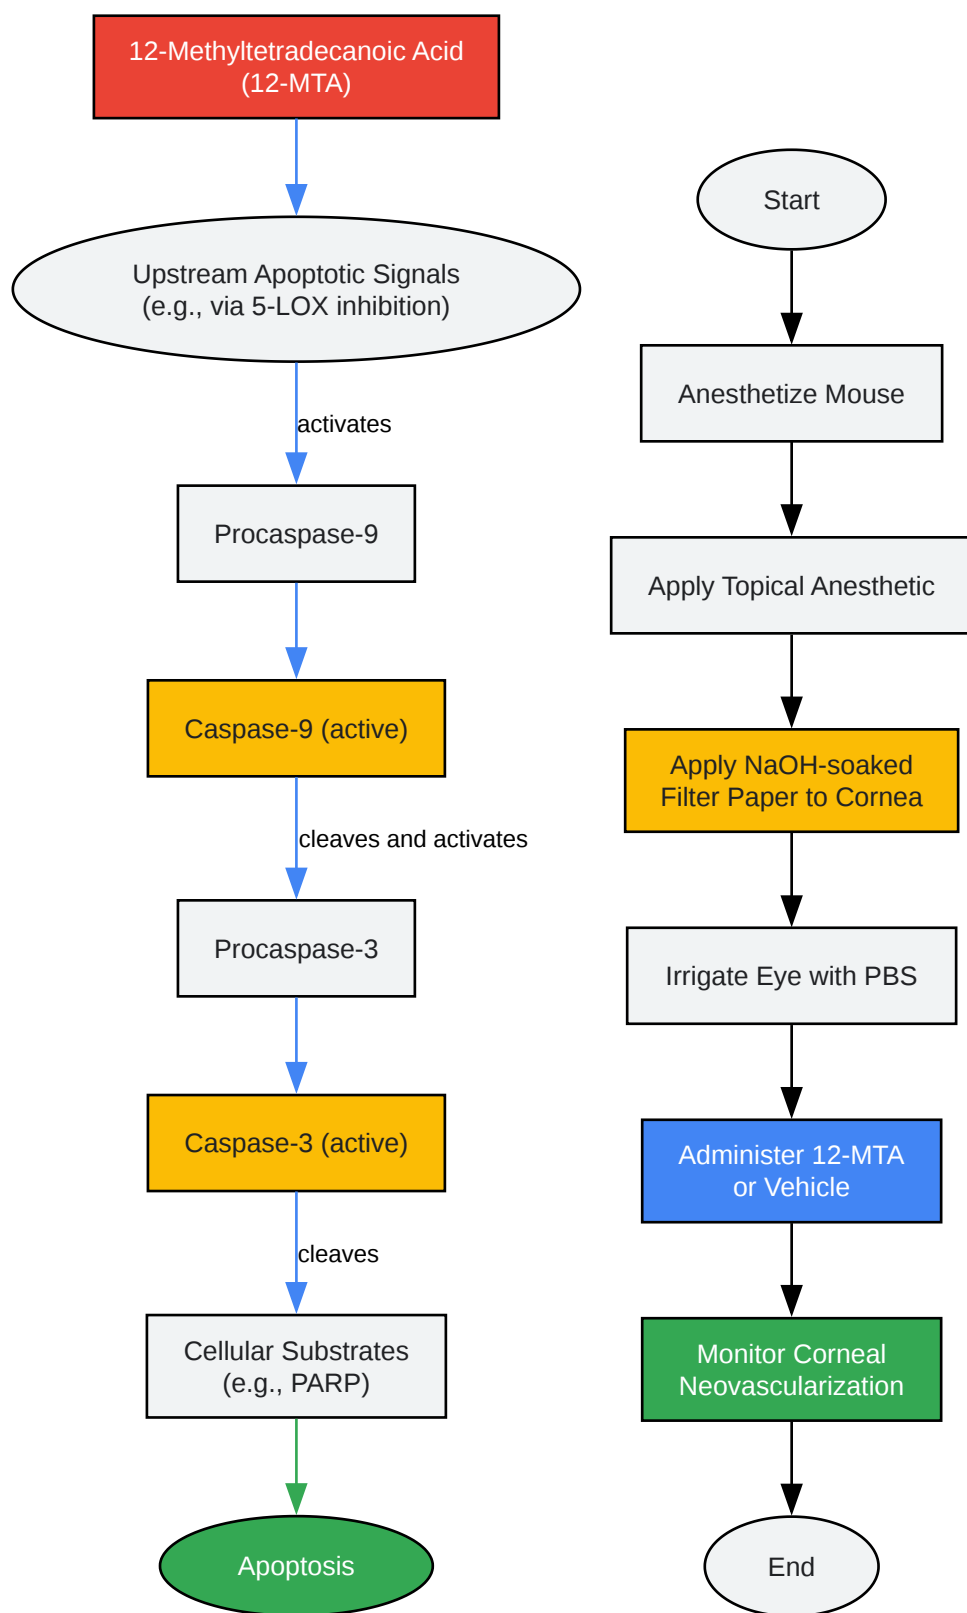 12-Methyltetradecanoic Acid
(12-MTA)
Upstream Apoptotic Signals
(e.g., via 5-LOX inhibition)
activates
Procaspase-9
Caspase-9 (active)
cleaves and activates
Procaspase-3
Caspase-3 (active)
cleaves
Cellular Substrates
(e.g., PARP)
Apoptosis
Start
Anesthetize Mouse
Apply Topical Anesthetic
Apply NaOH-soaked
Filter Paper to Cornea
Irrigate Eye with PBS
Administer 12-MTA
or Vehicle
Monitor Corneal
Neovascularization
End